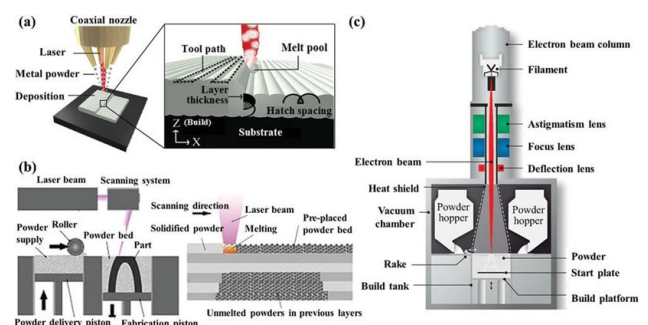 (a)
Coaxial nozzle
Laser
Metal powder
Deposition
Tool path
Melt pool
Layer
thickness
Hatch spacing
Z (Build)
X
Substrate
(b)
Laser beam
Scanning system
Roller
Powder
supply
Powder bed
Part
Powder delivery piston
Fabrication piston
Scanning direction
Laser beam
Solidified powder
Melting
Pre-placed
powder bed
Unmelted powders in previous layers
(c)
Electron beam column
Filament
Astigmatism lens
Focus lens
Deflection lens
Electron beam
Heat shield
Vacuum
chamber
Powder
hopper
Powder
hopper
Rake
Build tank
Powder
Start plate
Build platform